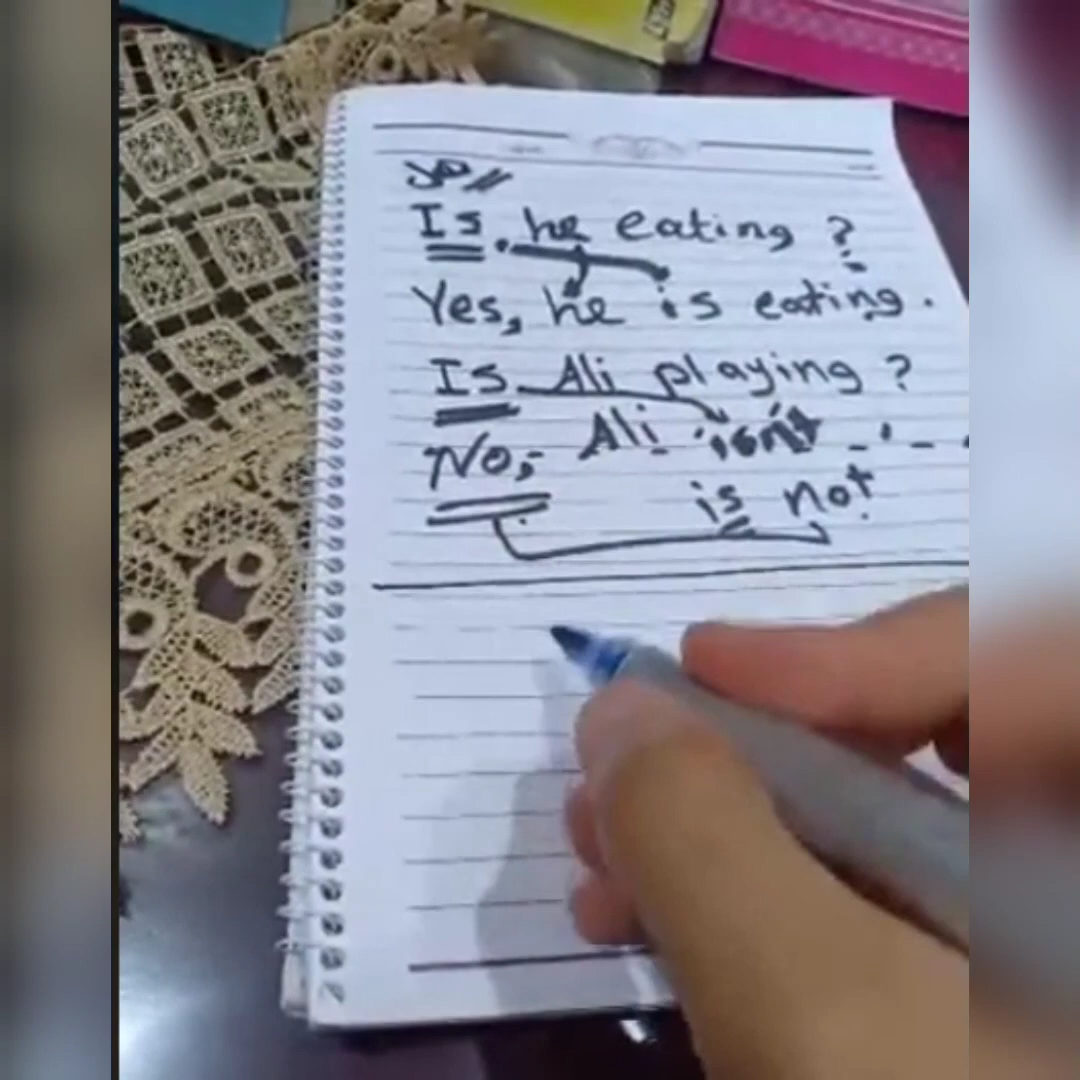 Is he eating ?
Yes, he is eating .
Is Ali playing ?
No, Ali isn't
is not